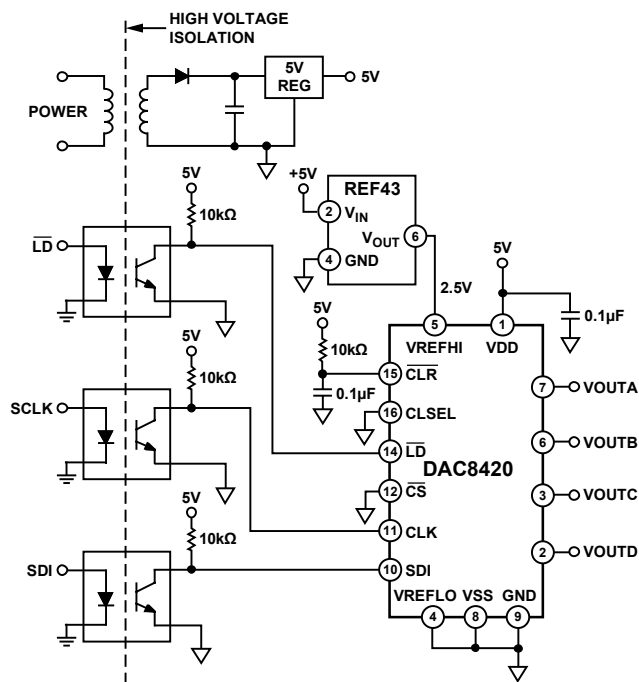 HIGH VOLTAGE
ISOLATION
5V
REG
5V
POWER
5V
10kΩ
LD
+5V
REF43
2
VIN
6
VOUT
4
GND
2.5V
5V
0.1µF
5V
10kΩ
0.1µF
5
VREFHI
1
VDD
15
CLR
16
CLSEL
14
LD
12
CS
11
CLK
10
SDI
DAC8420
7
VOUTA
6
VOUTB
3
VOUTC
2
VOUTD
5V
10kΩ
SCLK
5V
10kΩ
SDI
VREFLO
VSS
GND
4
8
9